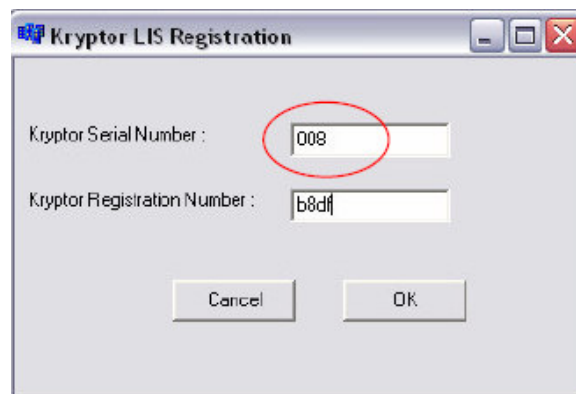 Kryptor LIS Registration
Kryptor Serial Number : 008
Kryptor Registration Number : b8df
Cancel OK